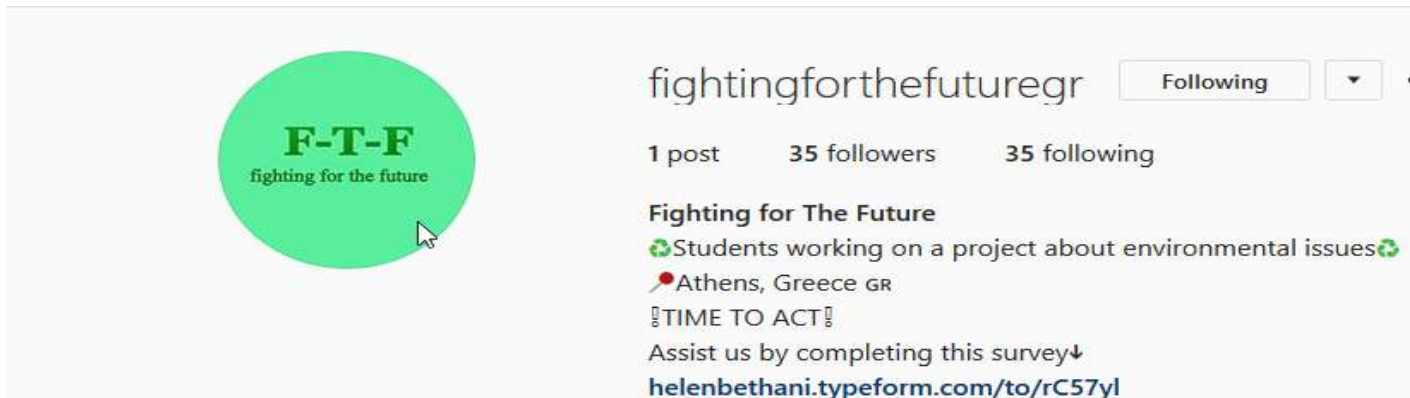 F-T-F
fighting for the future
fightingforthefuturegr Following
1 post 35 followers 35 following
Fighting for The Future
♻Students working on a project about environmental issues♻
📍Athens, Greece GR
❕TIME TO ACT❕
Assist us by completing this survey↓
helenbethani.typeform.com/to/rC57yl